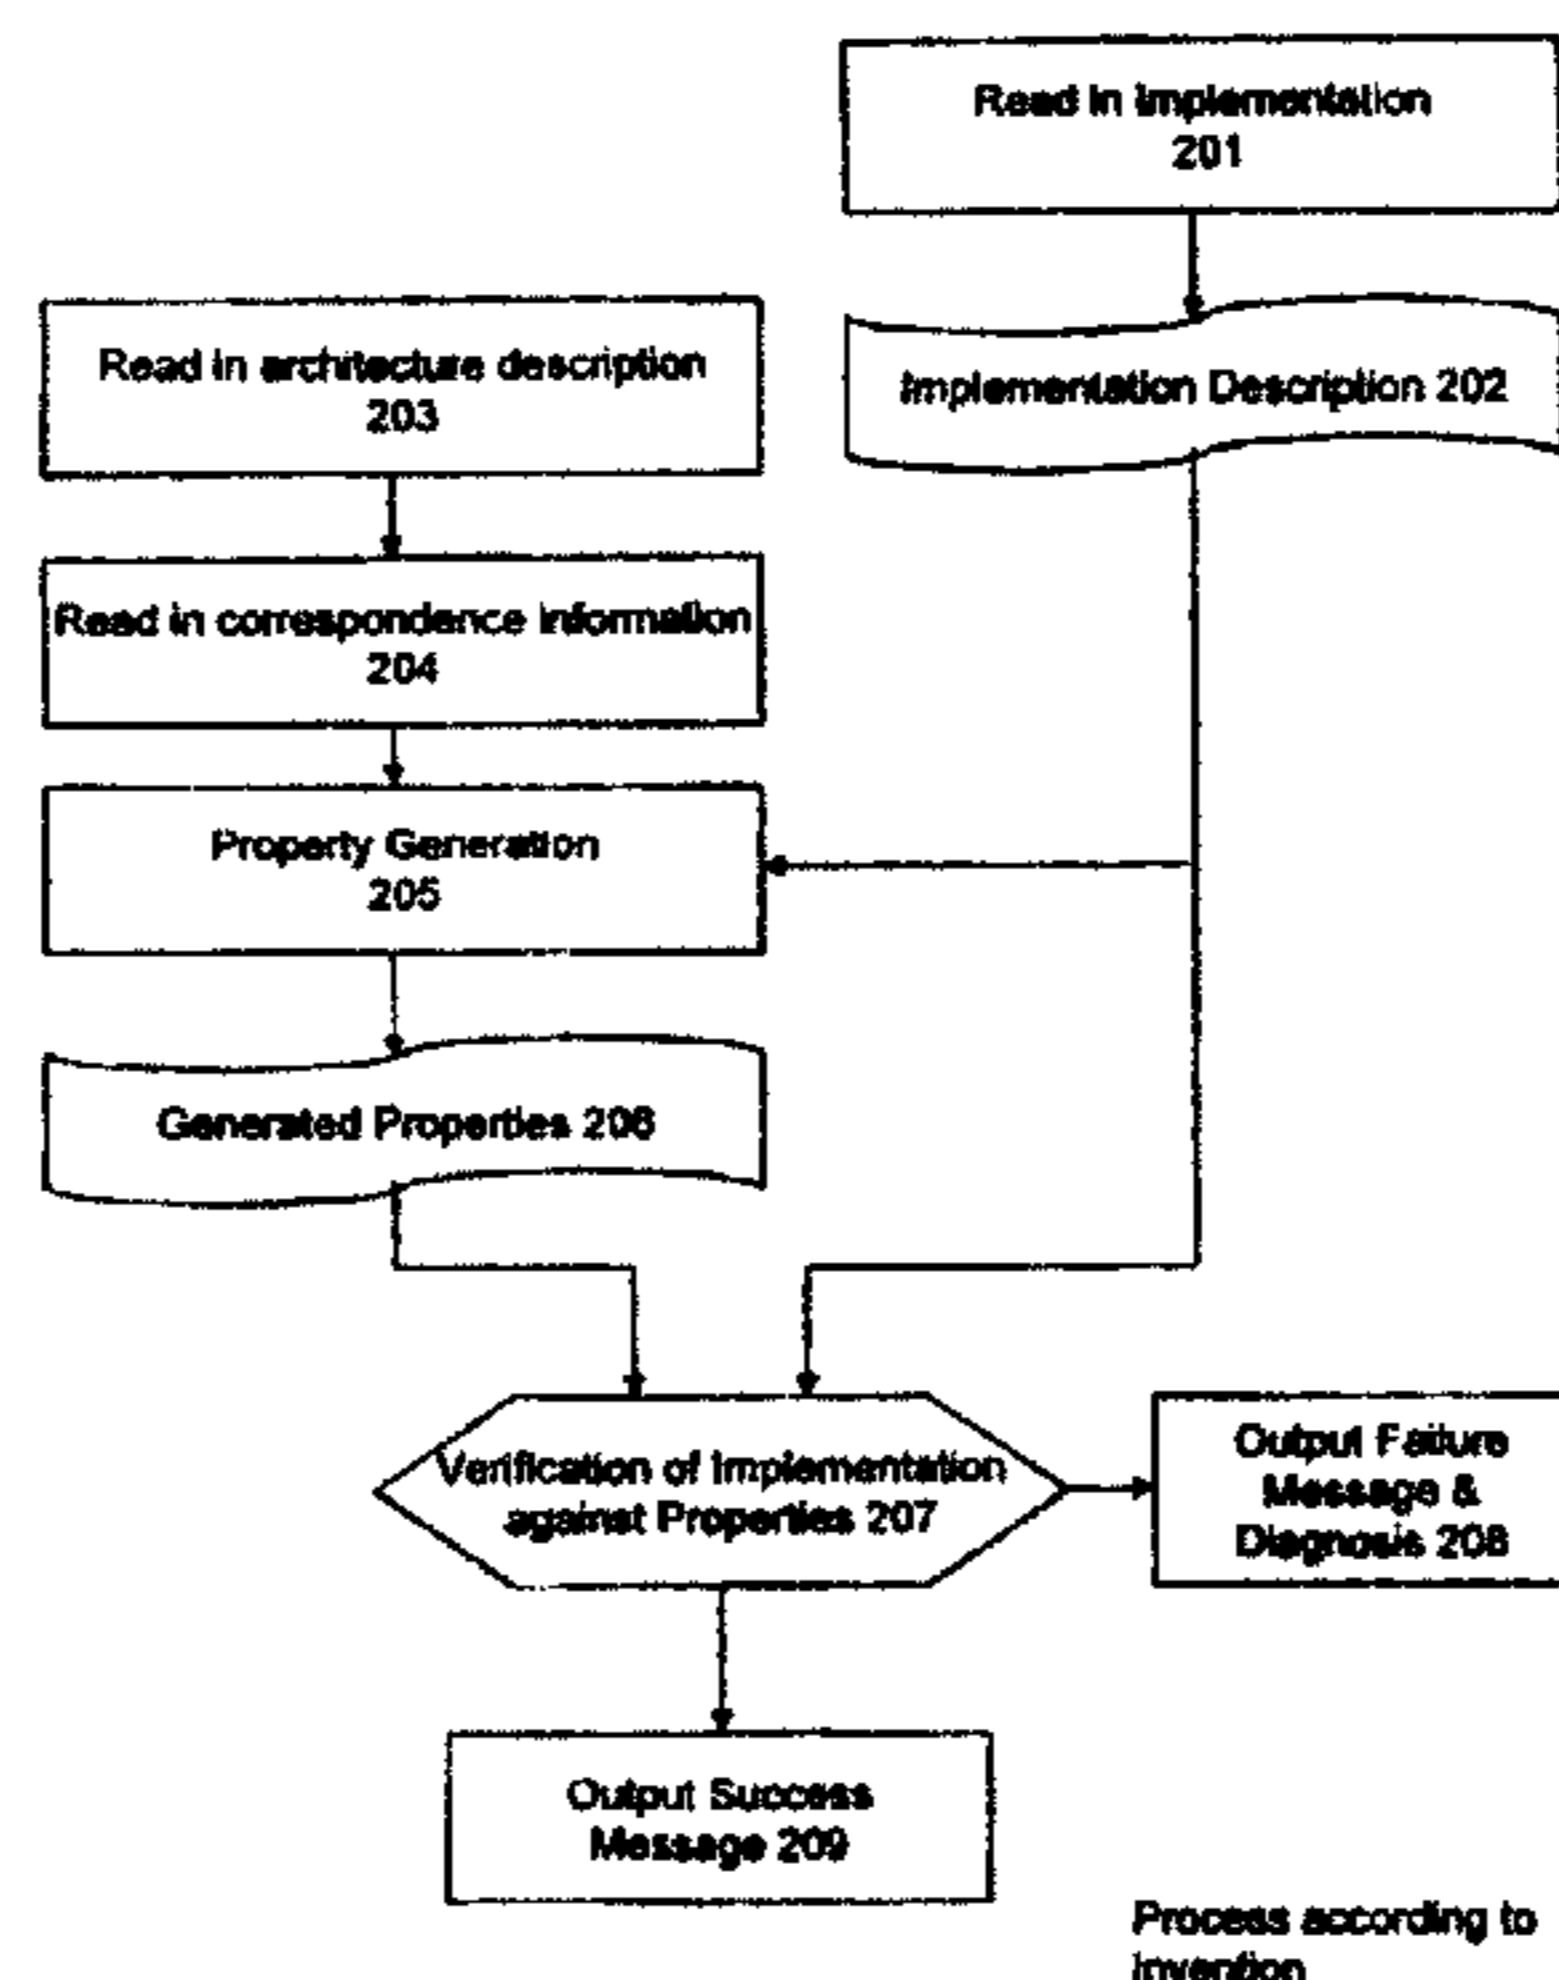 Read in Implementation
201
Implementation Description 202
Read in architecture description
203
Read in correspondence information
204
Property Generation
205
Generated Properties 206
Verification of Implementation
against Properties 207
Output Failure
Message &
Diagnosis 208
Output Success
Message 209
Process according to
invention